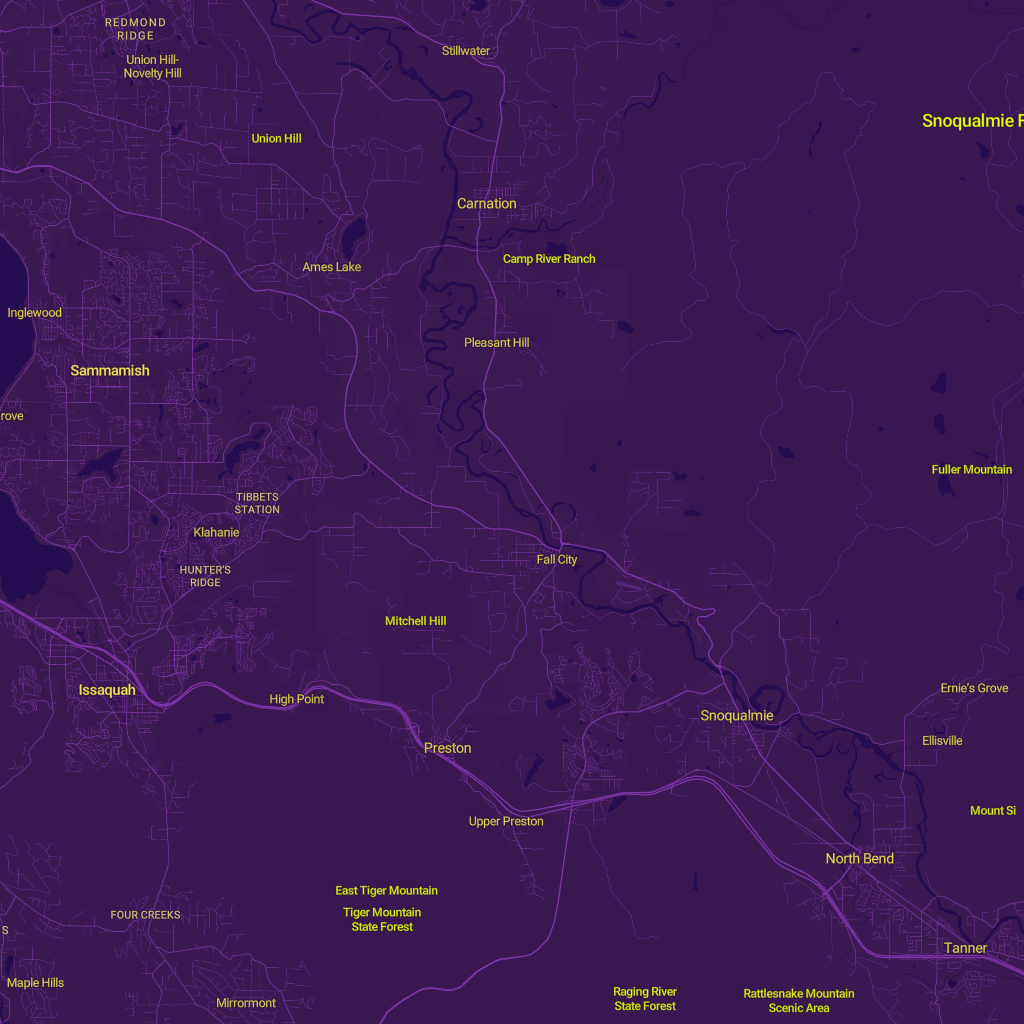 REDMOND
RIDGE
Stillwater
Union Hill-
Novelty Hill
Snoqualmie F
Union Hill
Carnation
Camp River Ranch
Ames Lake
Inglewood
Pleasant Hill
Sammamish
rove
Fuller Mountain
TIBBETS
STATION
Klahanie
Fall City
HUNTER'S
RIDGE
Mitchell Hill
Issaquah
Ernie's Grove
High Point
Snoqualmie
Ellisville
Preston
Mount Si
Upper Preston
North Bend
East Tiger Mountain
Tiger Mountain
State Forest
FOUR CREEKS
S
Tanner
Maple Hills
Raging River
State Forest
Rattlesnake Mountain
Scenic Area
Mirrormont